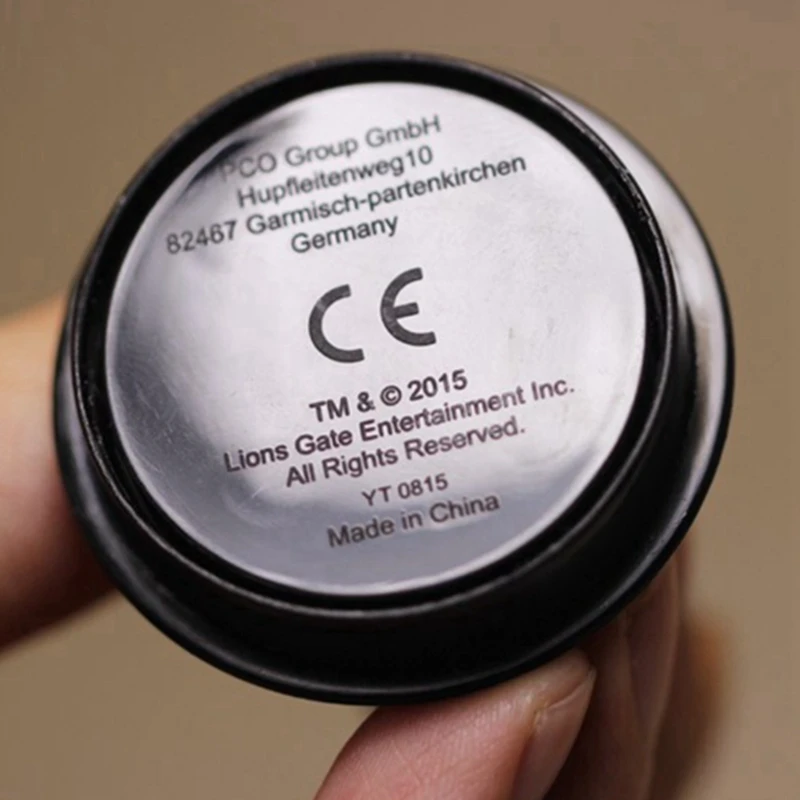 PCO Group GmbH
Hupfleitenweg10
82467 Garmisch-partenkirchen
Germany
CE
TM & © 2015
Lions Gate Entertainment Inc.
All Rights Reserved.
YT 0815
Made in China